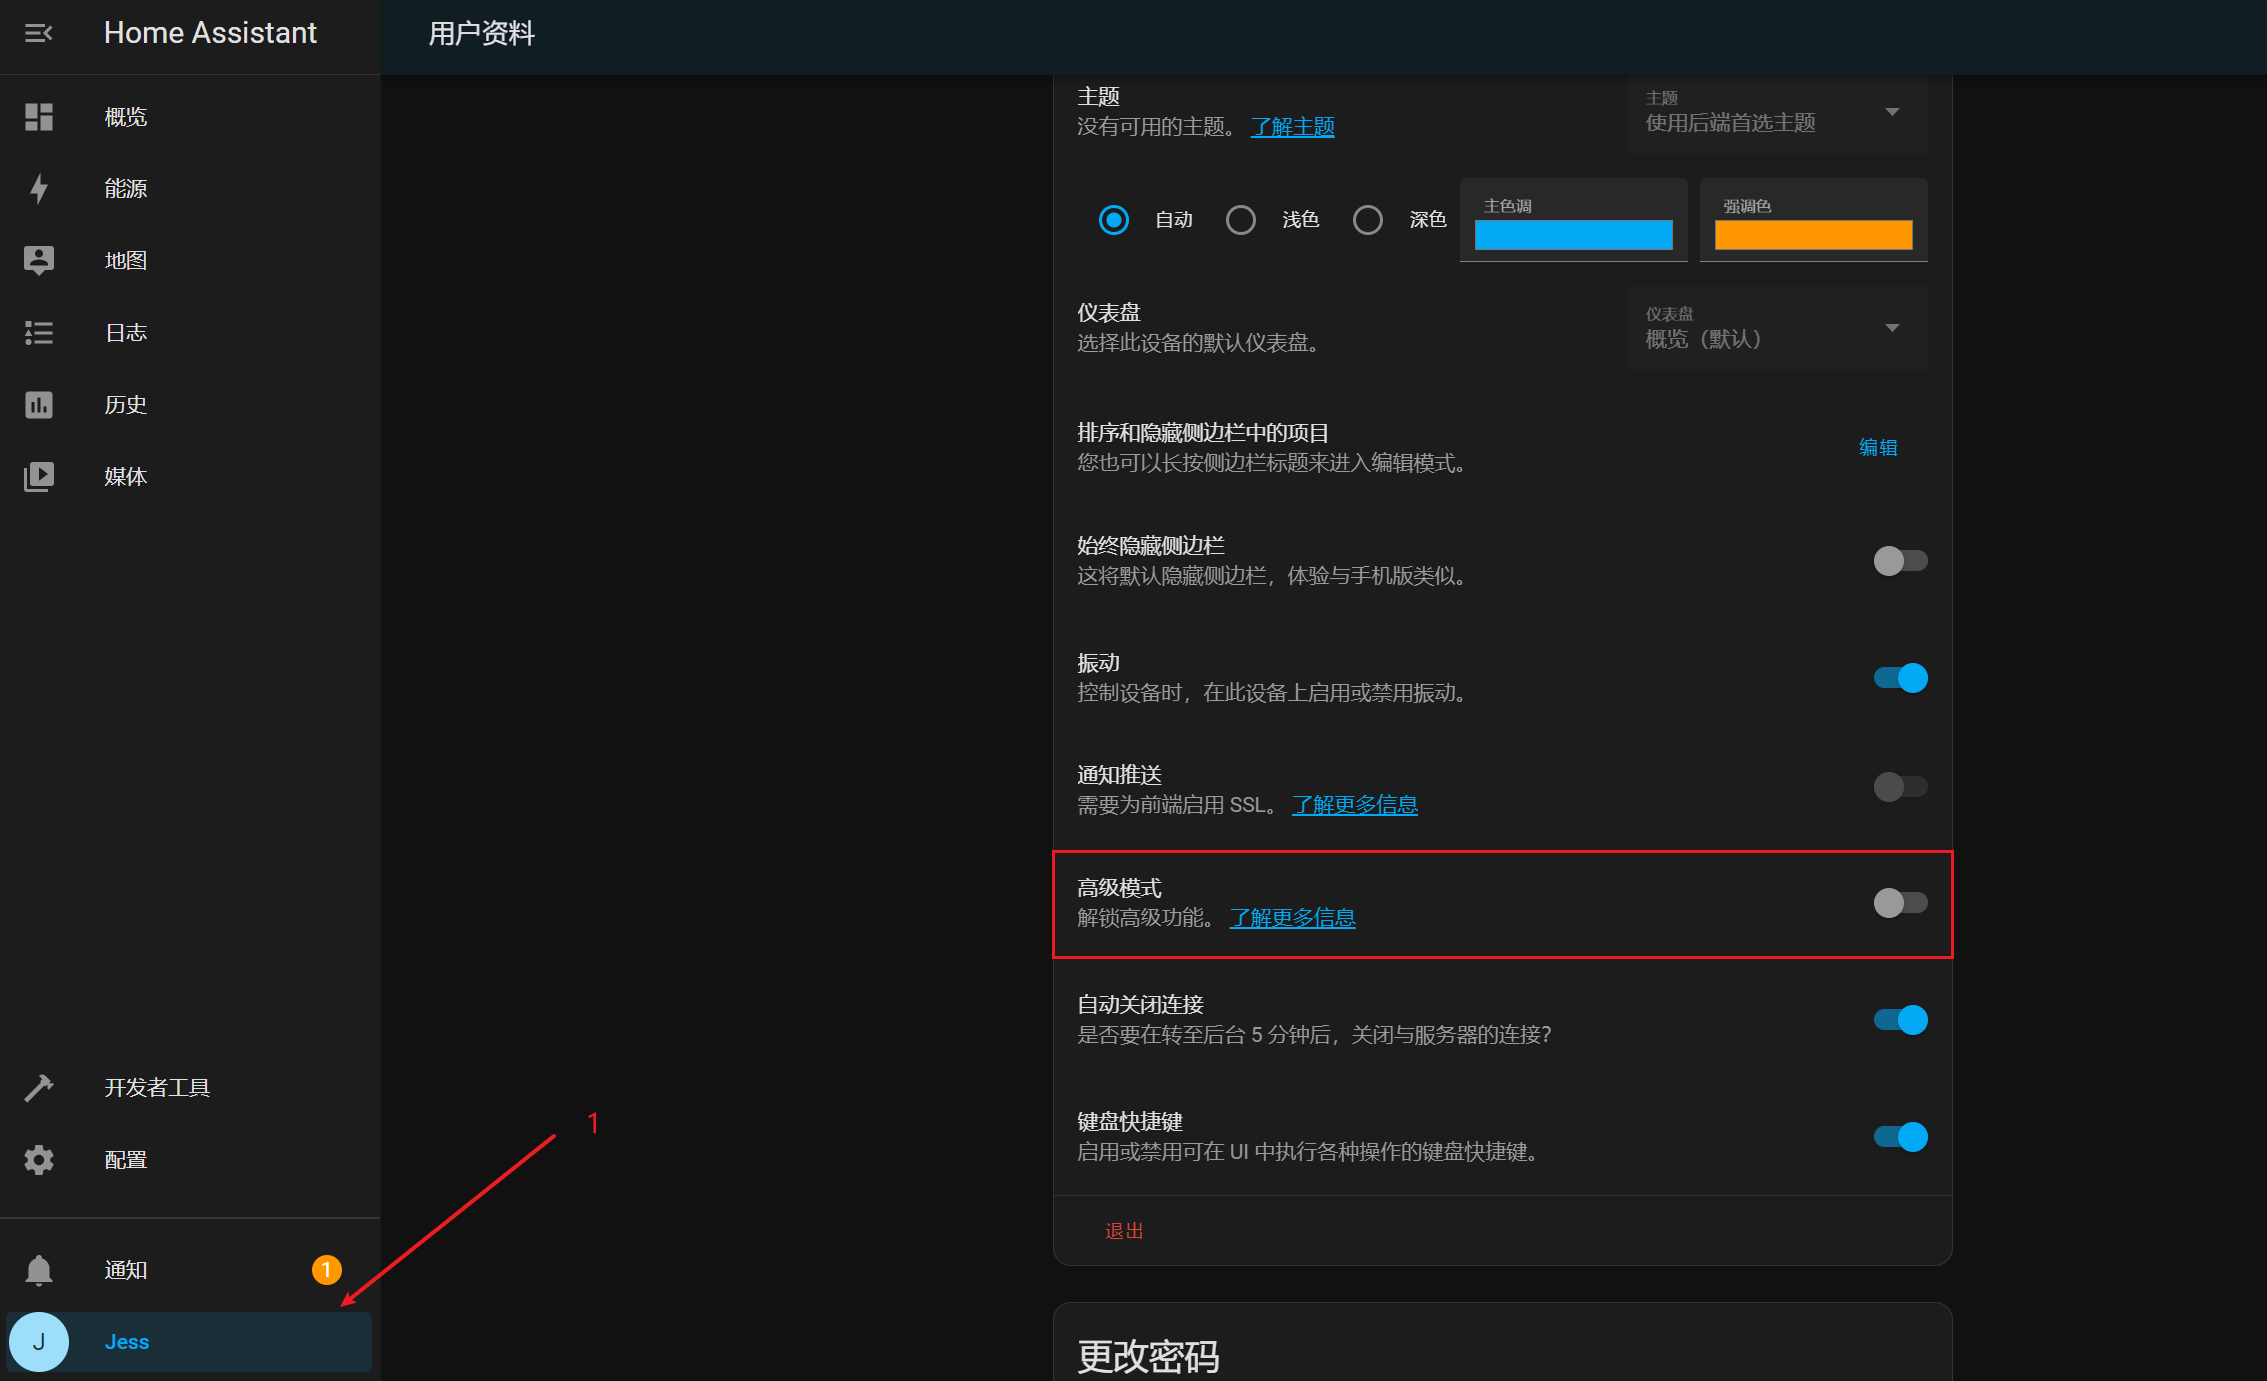 Home Assistant
用户资料
概览
能源
地图
日志
历史
媒体
开发者工具
配置
通知
1
J
Jess
1
主题
没有可用的主题。 了解主题
主题
使用后端首选主题
自动
浅色
深色
主色调
强调色
仪表盘
选择此设备的默认仪表盘。
仪表盘
概览（默认）
排序和隐藏侧边栏中的项目
您也可以长按侧边栏标题来进入编辑模式。
编辑
始终隐藏侧边栏
这将默认隐藏侧边栏，体验与手机版类似。
振动
控制设备时，在此设备上启用或禁用振动。
通知推送
需要为前端启用 SSL。 了解更多信息
高级模式
解锁高级功能。 了解更多信息
自动关闭连接
是否要在转至后台 5 分钟后，关闭与服务器的连接？
键盘快捷键
启用或禁用可在 UI 中执行各种操作的键盘快捷键。
退出
更改密码